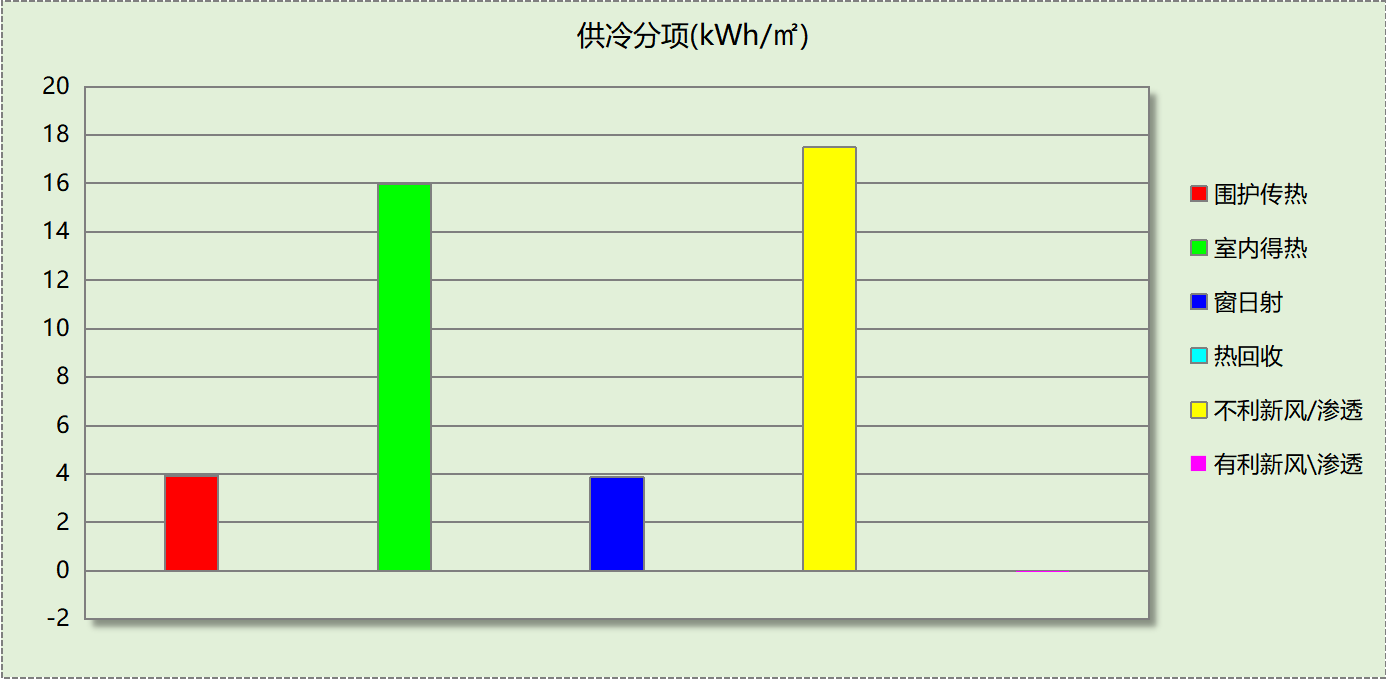 供冷分项(kWh/㎡)
20
18
16
14
12
10
8
6
4
2
0
-2
围护传热
室内得热
窗日射
热回收
不利新风/渗透
有利新风\渗透